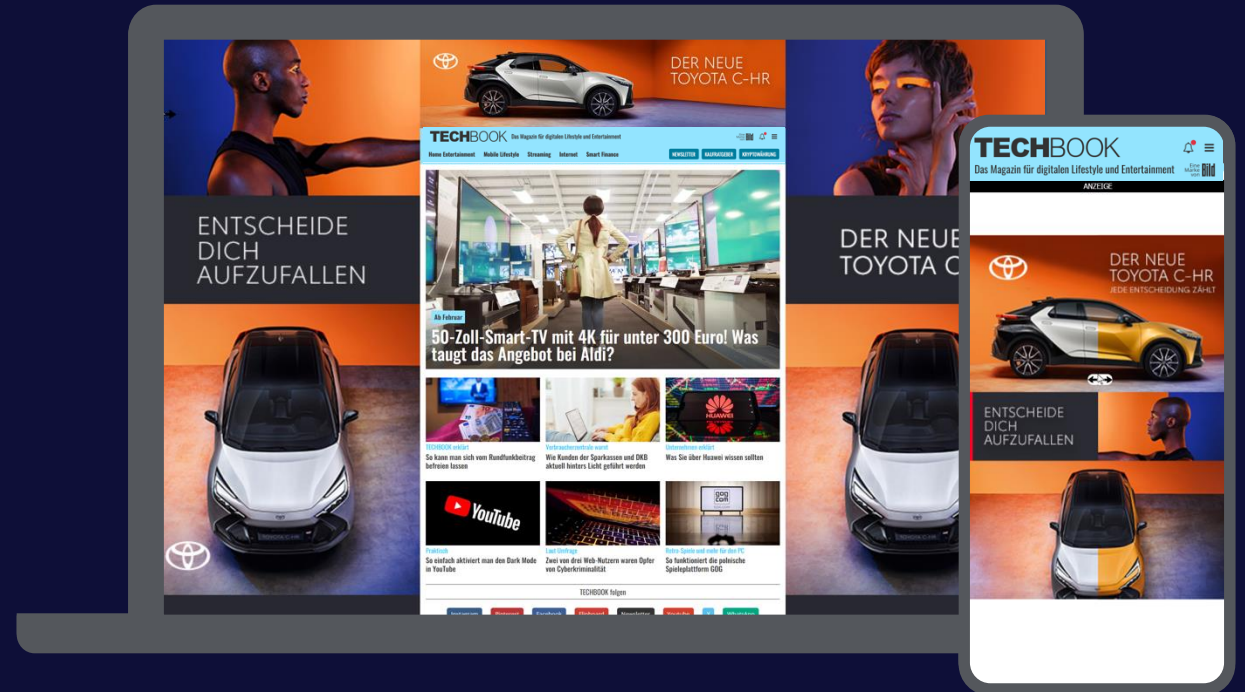 ENTSCHEIDE
DICH
AUFZUFALLEN
DER NEUE
TOYOTA C-HR
TECHBOOK Das Magazin für digitalen Lifestyle und Entertainment
Home Entertainment Mobile Lifestyle Streaming Internet Smart Finance NEWSLETTER KAUFRATGEBER KRYPTOWÄHRUNG
Ab Februar
50-Zoll-Smart-TV mit 4K für unter 300 Euro! Was
taugt das Angebot bei Aldi?
HUAWEI
TECHBOOK erklärt
So kann man sich vom Rundfunkbeitrag
befreien lassen
Verbraucherzentrale warnt
Wie Kunden der Sparkassen und DKB
aktuell hinters Licht geführt werden
Unternehmen erklärt
Was Sie über Huawei wissen sollten
YouTube
GOG
COM
Praktisch
So einfach aktiviert man den Dark Mode
in YouTube
Laut Umfrage
Zwei von drei Web-Nutzern waren Opfer
von Cyberkriminalität
Retro-Spiele und mehr für den PC
So funktioniert die polnische
Spieleplattform GOG
TECHBOOK folgen
Instagram Pinterest Facebook Flipboard Newsletter Youtube X WhatsApp
DER NEUE
TOYOTA C
TECHBOOK
Das Magazin für digitalen Lifestyle und Entertainment
Eine
Marke
von Bild
ANZEIGE
DER NEUE
TOYOTA C-HR
JEDE ENTSCHEIDUNG ZÄHLT
ENTSCHEIDE
DICH
AUFZUFALLEN